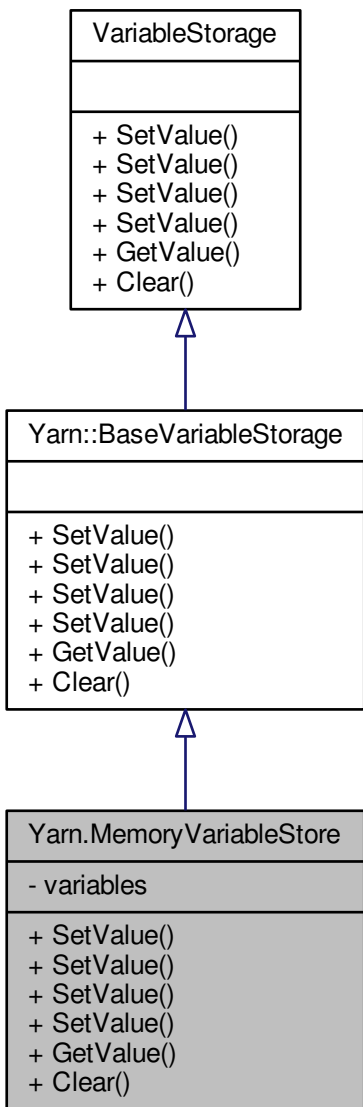 VariableStorage
+ SetValue()
+ SetValue()
+ SetValue()
+ SetValue()
+ GetValue()
+ Clear()
Yarn::BaseVariableStorage
+ SetValue()
+ SetValue()
+ SetValue()
+ SetValue()
+ GetValue()
+ Clear()
Yarn.MemoryVariableStore
- variables
+ SetValue()
+ SetValue()
+ SetValue()
+ SetValue()
+ GetValue()
+ Clear()